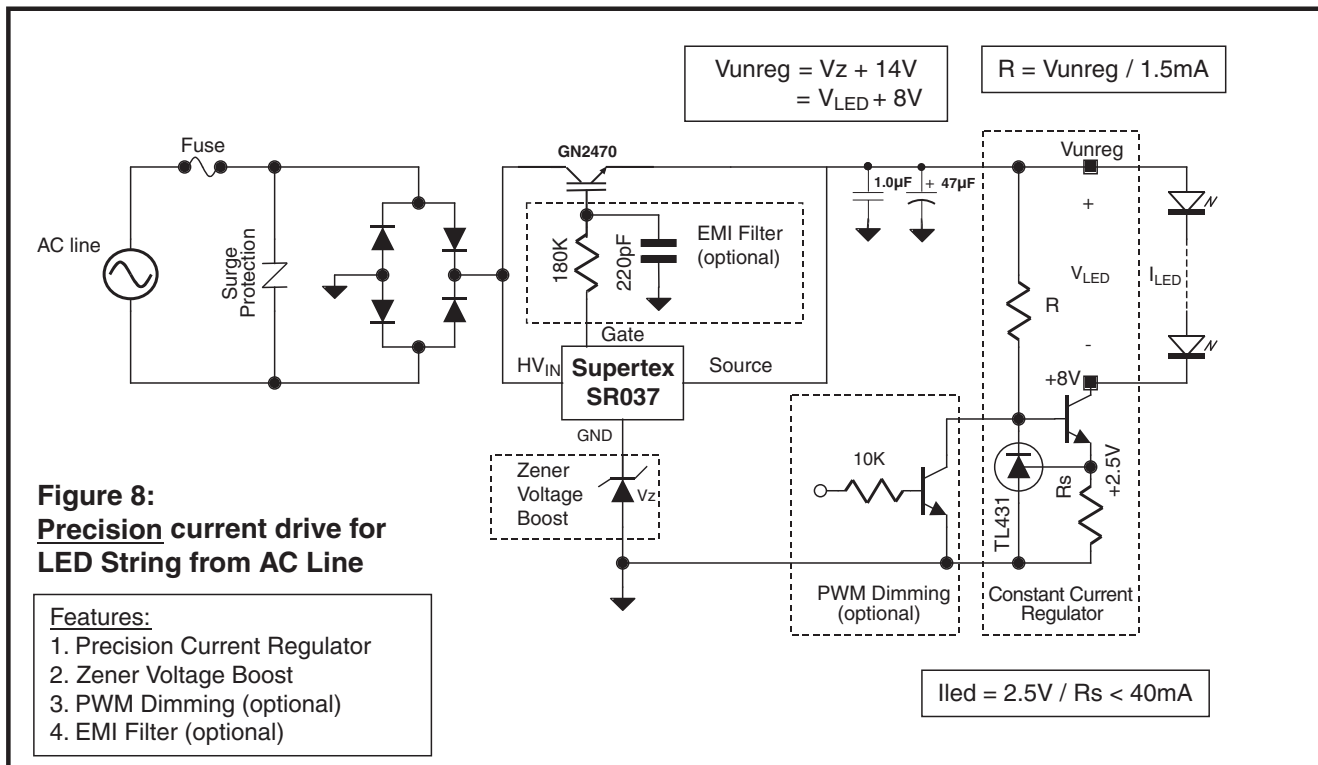 Vunreg = Vz + 14V
= VLED + 8V
R = Vunreg / 1.5mA
Fuse
GN2470
Vunreg
1.0µF
+ 47µF
+
AC line
Surge
Protection
180K
220pF
EMI Filter
(optional)
R
VLED
ILED
-
Gate
HVIN
Supertex
SR037
Source
+8V
GND
Zener
Voltage
Boost
Vz
10K
TL431
Rs
+2.5V
PWM Dimming
(optional)
Constant Current
Regulator
Figure 8:
Precision current drive for
LED String from AC Line
Features:
1. Precision Current Regulator
2. Zener Voltage Boost
3. PWM Dimming (optional)
4. EMI Filter (optional)
Iled = 2.5V / Rs < 40mA